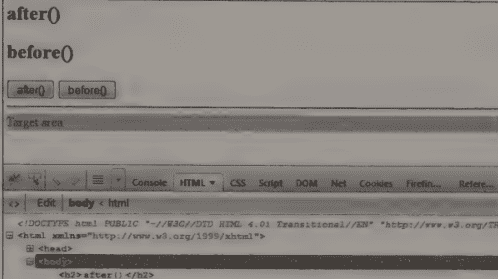 after()
before()
after() before()
Target area
Console HTML ▼ CSS Script DOM Net Cookies Firefin... Refere...
<> Edit body < html
<!DOCTYPE html PUBLIC "-//W3C//DTD HTML 4.01 Transitional//EN" "http://www.w3.org/TR
<html xmlns="http://www.w3.org/1999/xhtml">
<head>
<body>
<h2>after()</h2>